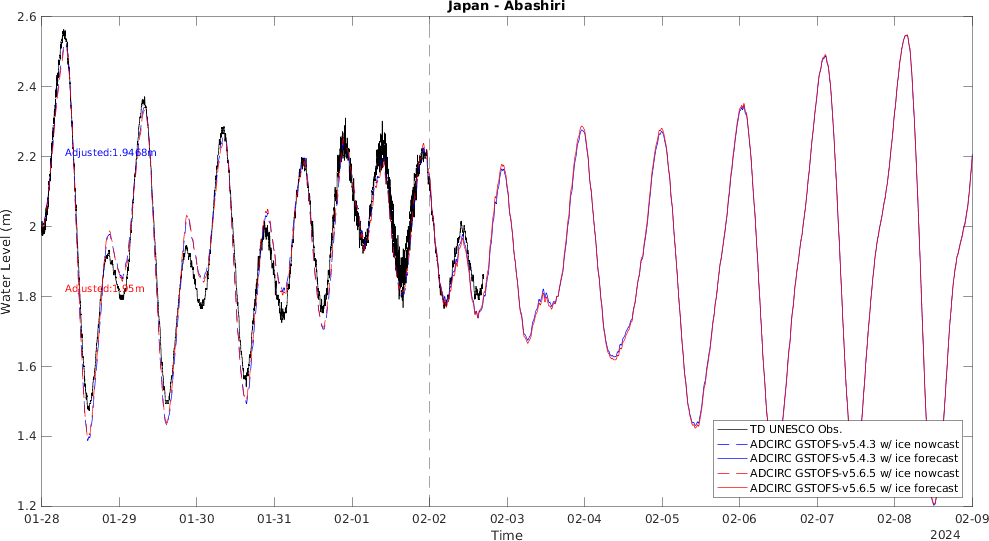 Japan - Abashiri
Water Level (m)
2.6
2.4
2.2
2
1.8
1.6
1.4
1.2
Adjusted:1.9468m
Adjusted:1.95m
TD UNESCO Obs.
ADCIRC GSTOFS-v5.4.3 w/ ice nowcast
ADCIRC GSTOFS-v5.4.3 w/ ice forecast
ADCIRC GSTOFS-v5.6.5 w/ ice nowcast
ADCIRC GSTOFS-v5.6.5 w/ ice forecast
01-28 01-29 01-30 01-31 02-01 02-02 02-03 02-04 02-05 02-06 02-07 02-08 02-09
Time
2024